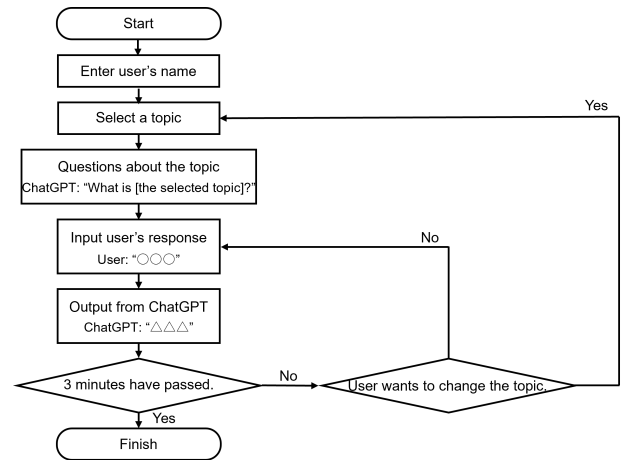 Start
Enter user's name
Yes
Select a topic
Questions about the topic
ChatGPT: “What is [the selected topic]?”
Input user's response
User: “○○○”
No
Output from ChatGPT
ChatGPT: “△△△”
3 minutes have passed.
No
User wants to change the topic.
Yes
Finish